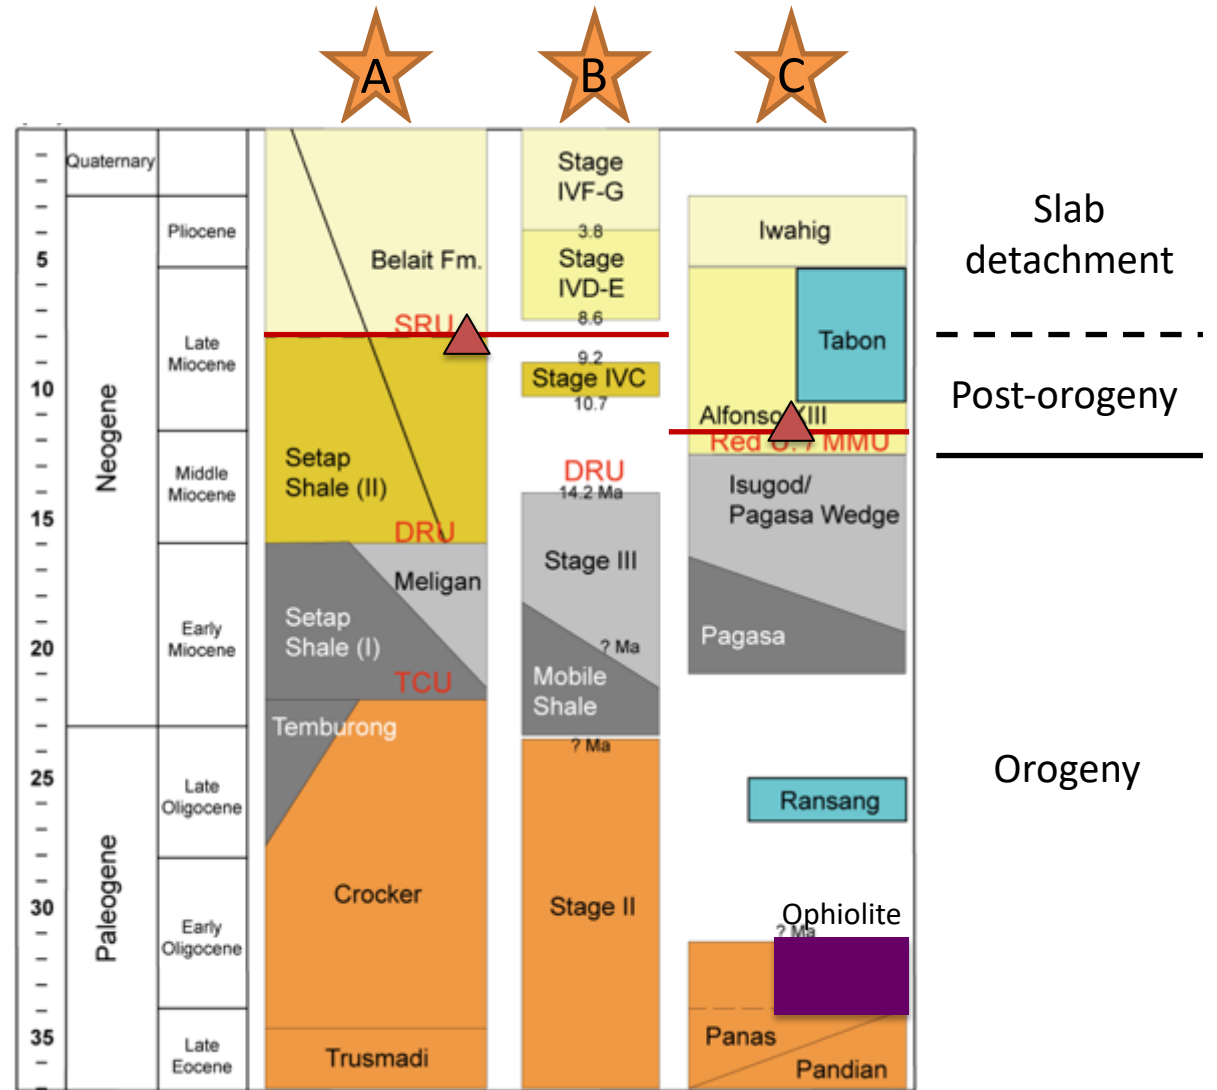 A
B
C
Quaternary
Neogene
Paleogene
Pliocene
Late
Miocene
Middle
Miocene
Early
Miocene
Late
Oligocene
Early
Oligocene
Late
Eocene
5
10
15
20
25
30
35
Belait Fm.
SRU
Setap
Shale (II)
DRU
Meligan
Setap
Shale (I)
TCU
Temburong
Crocker
Trusmadi
Stage
IVF-G
3.8
Stage
IVD-E
8.6
9.2
Stage IVC
10.7
DRU
14.2 Ma
Stage III
? Ma
Mobile
Shale
? Ma
Stage II
Iwahig
Tabon
Alfonso XIII
Red U. / MMU
Isugod/
Pagasa Wedge
Pagasa
Ransang
Ophiolite
? Ma
Panas
Pandian
Slab
detachment
Post-orogeny
Orogeny